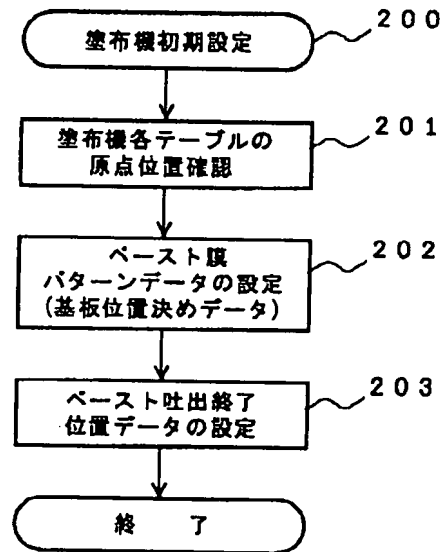 塗布機初期設定
200
塗布機各テーブルの
原点位置確認
201
ペースト膜
パターンデータの設定
(基板位置決めデータ)
202
ペースト吐出終了
位置データの設定
203
終 了